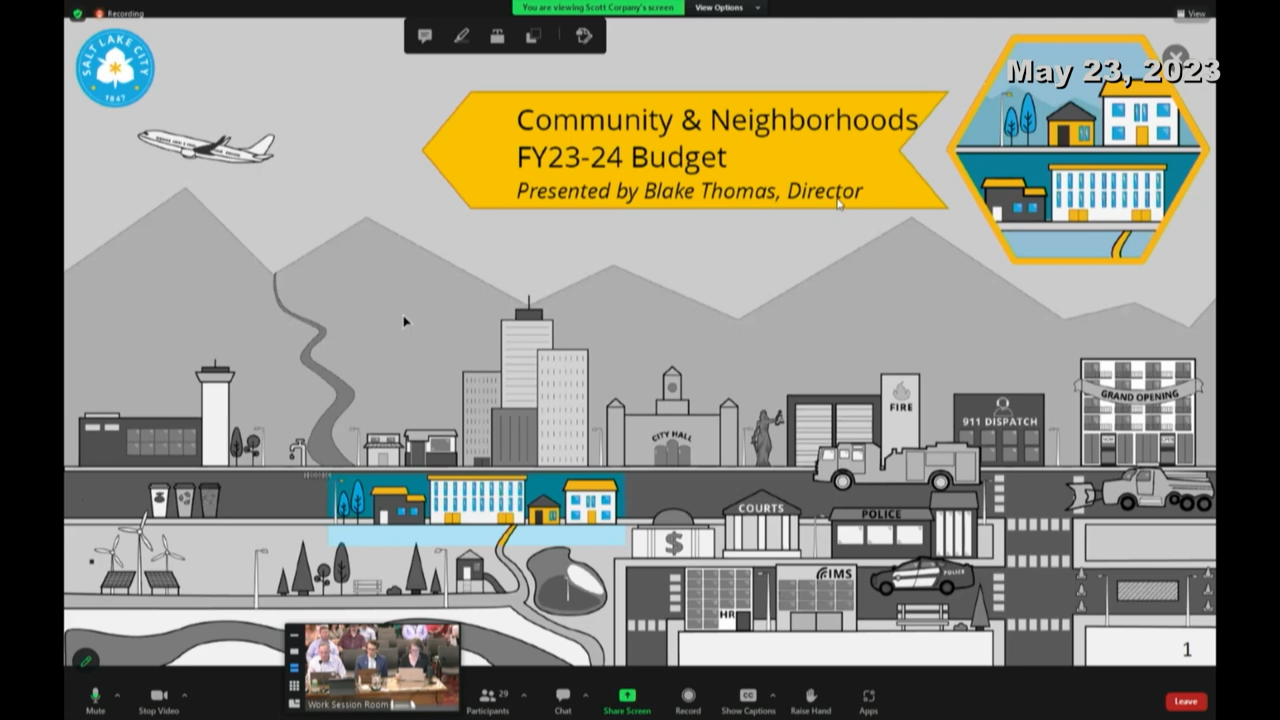 Recording
You are viewing Scott Corpany's screen
View Options
View
SALT LAKE CITY
1847
May 23, 2023
Community & Neighborhoods
FY23-24 Budget
Presented by Blake Thomas, Director
CITY HALL
FIRE
911 DISPATCH
GRAND OPENING
$
COURTS
POLICE
POLICE
HR
IMS
1
Work Session Room
Mute
Stop Video
Participants
29
Chat
Share Screen
Record
CC
Show Captions
Raise Hand
Apps
Leave